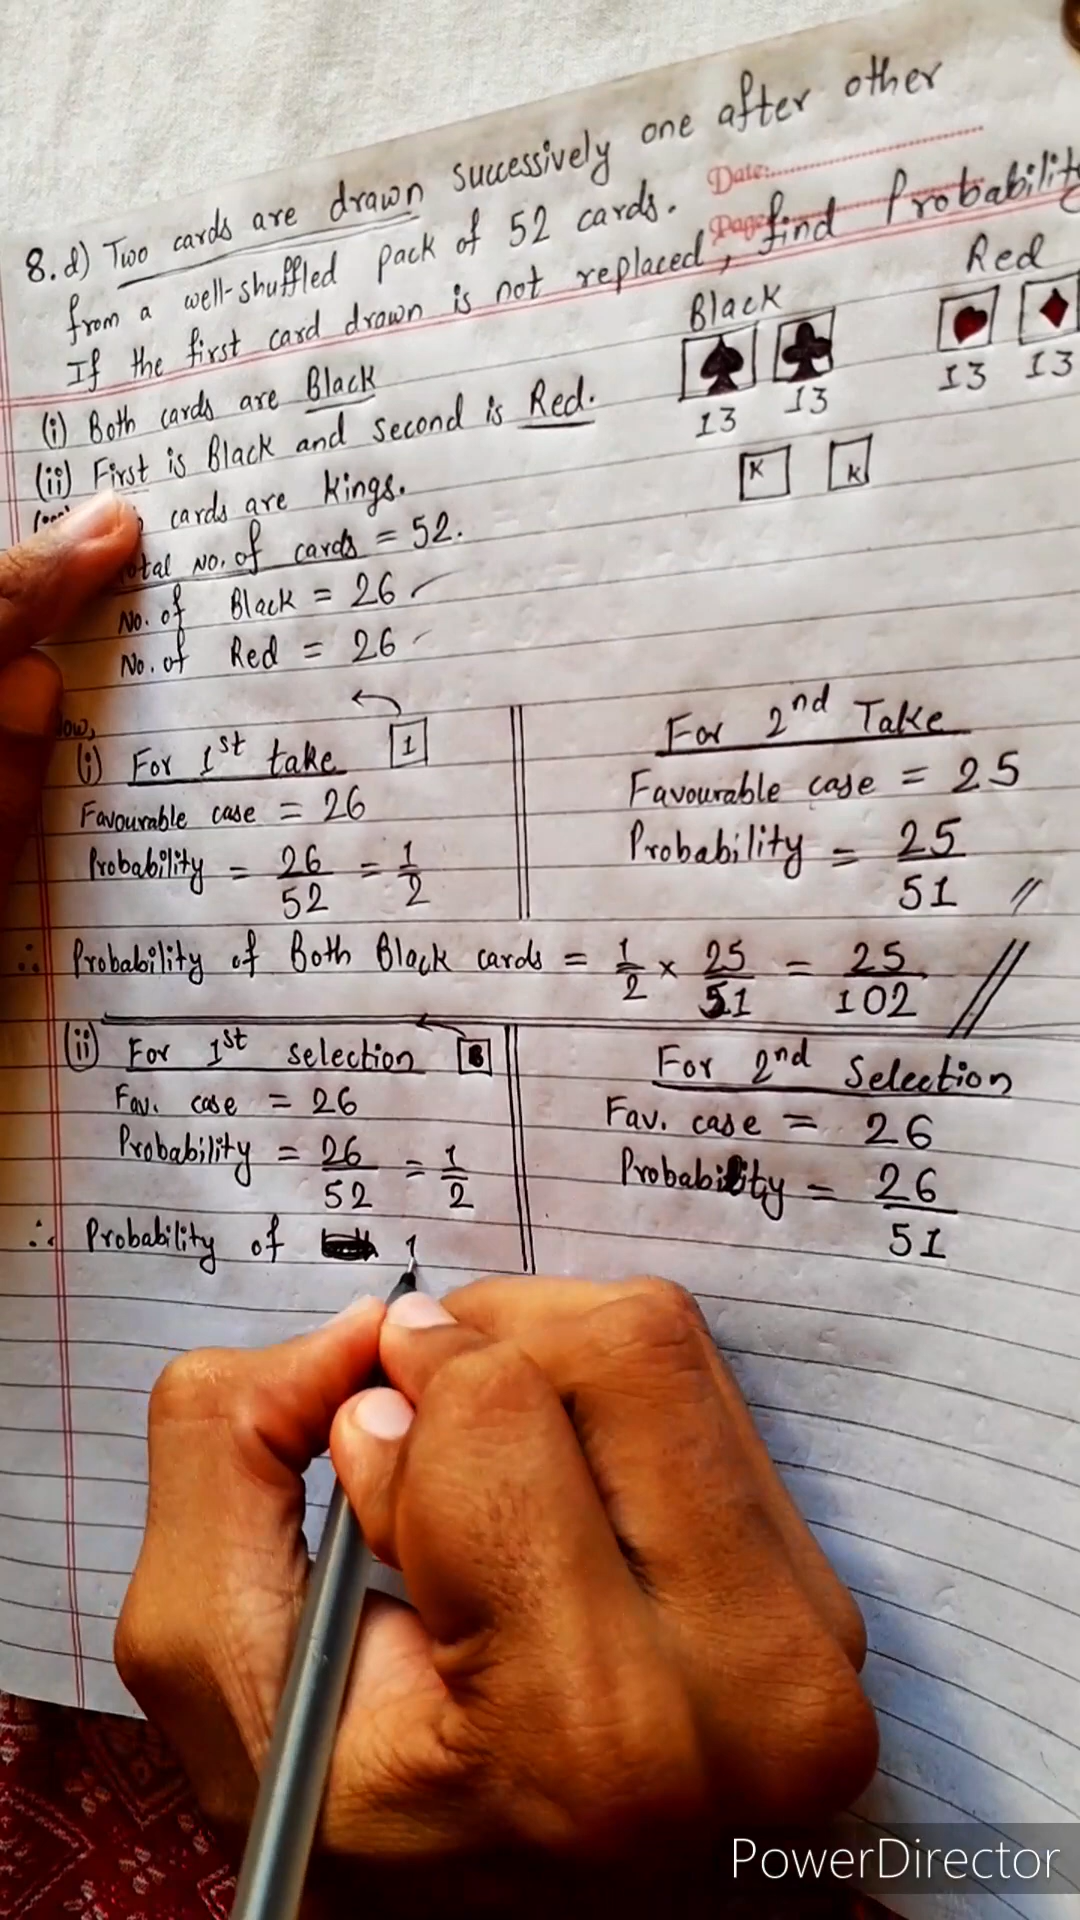 8. d) Two cards are drawn successively one after other
from a well-shuffled pack of 52 cards.
If the first card drawn is not replaced, find Probability
Date:
Page:
(i) Both cards are Black
(ii) First is Black and second is Red.
cards are kings.
Black
13 13
Red
13 13
K K
Total No. of cards = 52.
No. of Black = 26
No. of Red = 26
Now,
(i) For 1st take 1
Favourable case = 26
Probability = 26/52 = 1/2
For 2nd Take
Favourable case = 25
Probability = 25/51
∴ Probability of Both Black cards = 1/2 × 25/51 = 25/102
(ii) For 1st selection B
Fav. case = 26
Probability = 26/52 = 1/2
For 2nd Selection
Fav. case = 26
Probability = 26/51
∴ Probability of 1
PowerDirector